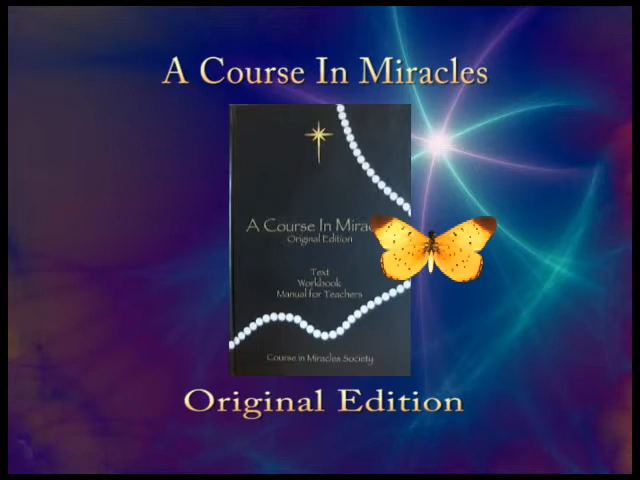 A Course In Miracles
A Course In Mirac
Original Edition
Text
Workbook
Manual for Teachers
Course in Miracles Society
Original Edition